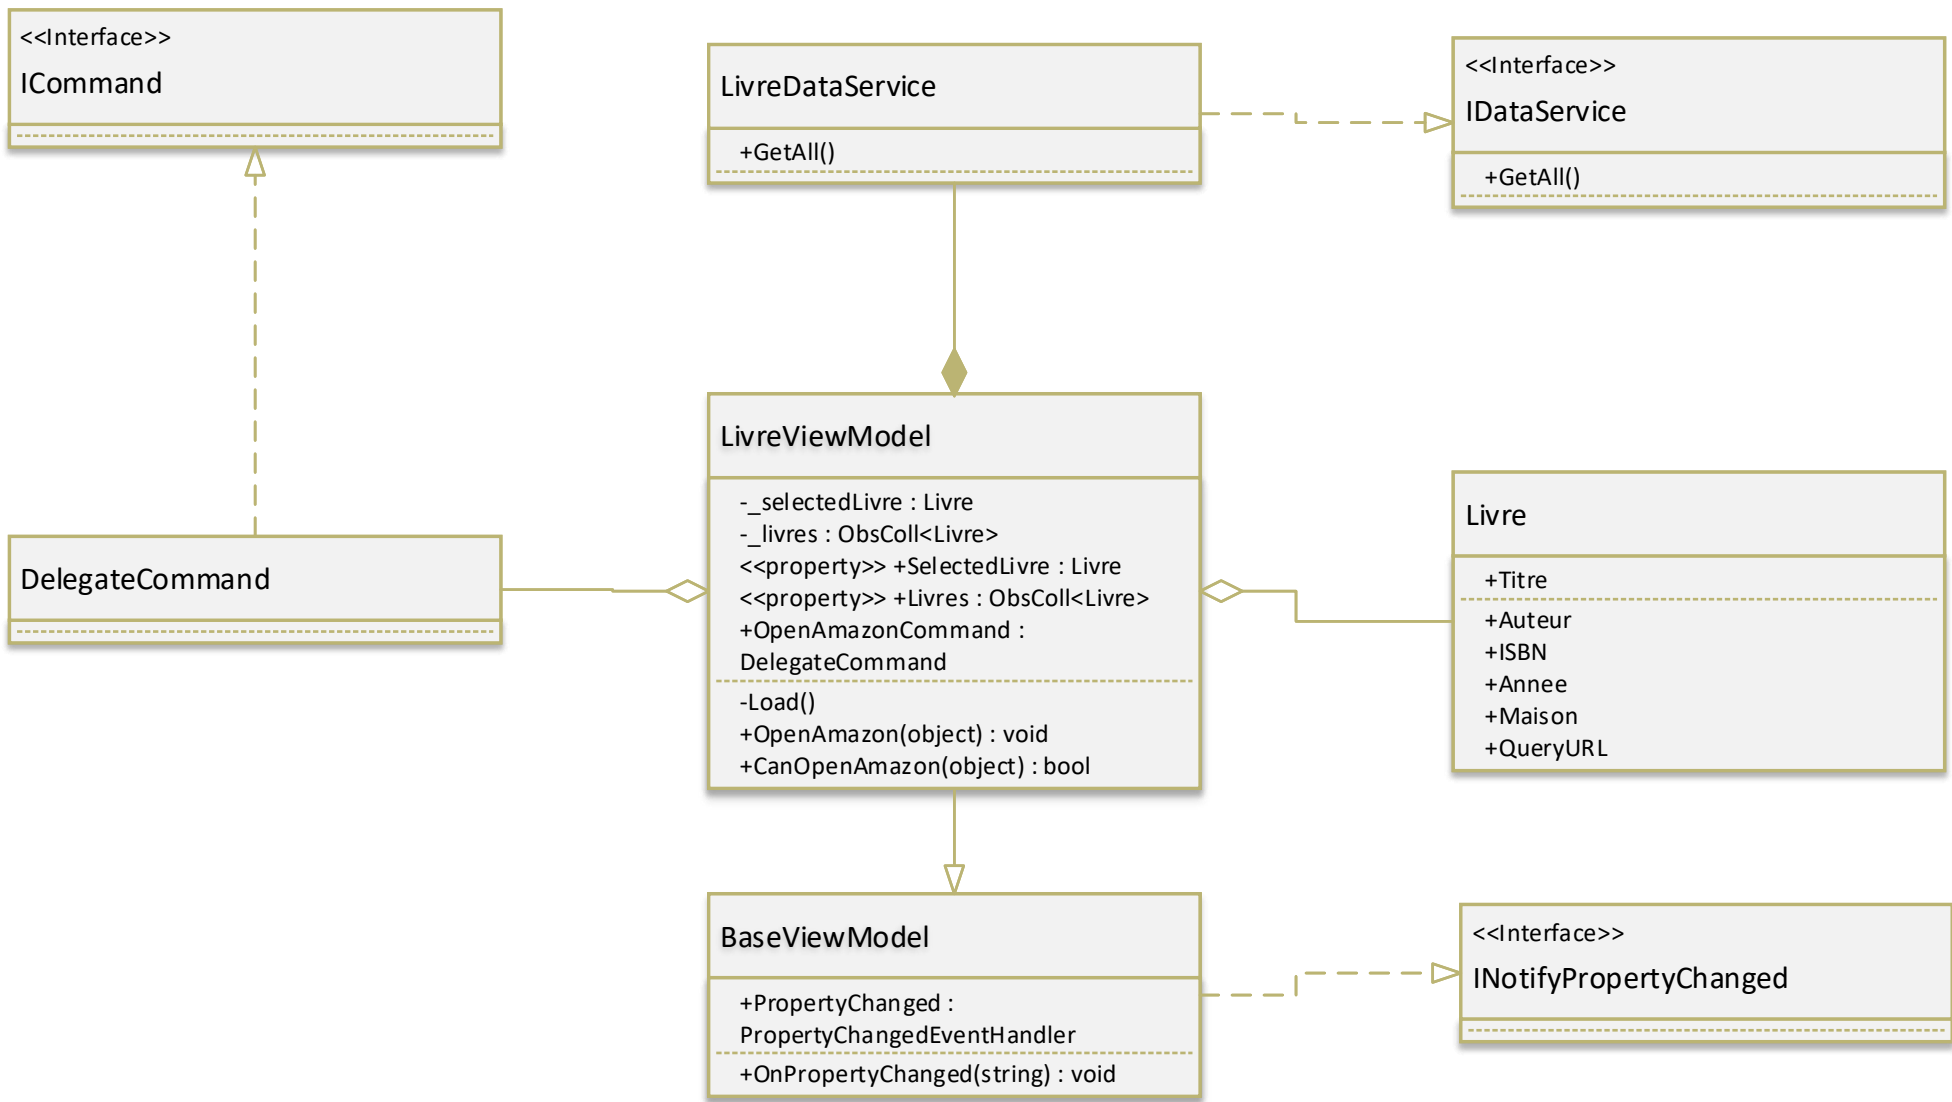 <<Interface>>
ICommand
LivreDataService
+GetAll()
<<Interface>>
IDataService
+GetAll()
DelegateCommand
LivreViewModel
-_selectedLivre : Livre
-_livres : ObsColl<Livre>
<<property>> +SelectedLivre : Livre
<<property>> +Livres : ObsColl<Livre>
+OpenAmazonCommand :
DelegateCommand
-Load()
+OpenAmazon(object) : void
+CanOpenAmazon(object) : bool
Livre
+Titre
+Auteur
+ISBN
+Annee
+Maison
+QueryURL
BaseViewModel
+PropertyChanged :
PropertyChangedEventHandler
+OnPropertyChanged(string) : void
<<Interface>>
INotifyPropertyChanged